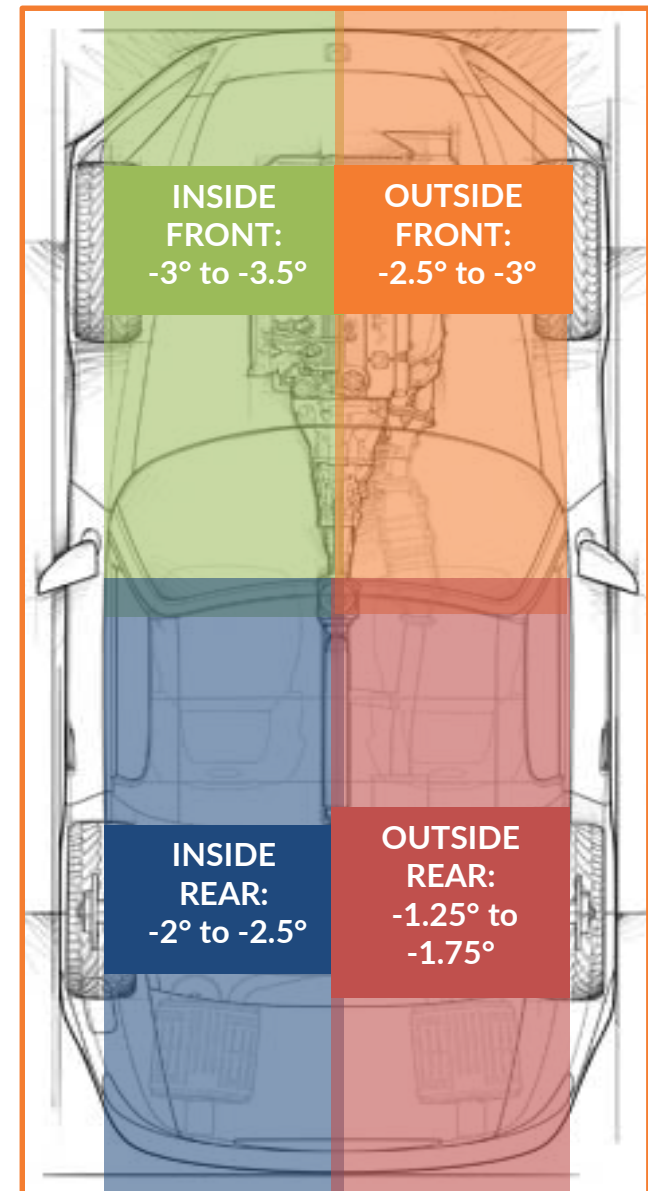 INSIDE
FRONT:
-3° to -3.5°
OUTSIDE
FRONT:
-2.5° to -3°
INSIDE
REAR:
-2° to -2.5°
OUTSIDE
REAR:
-1.25° to
-1.75°